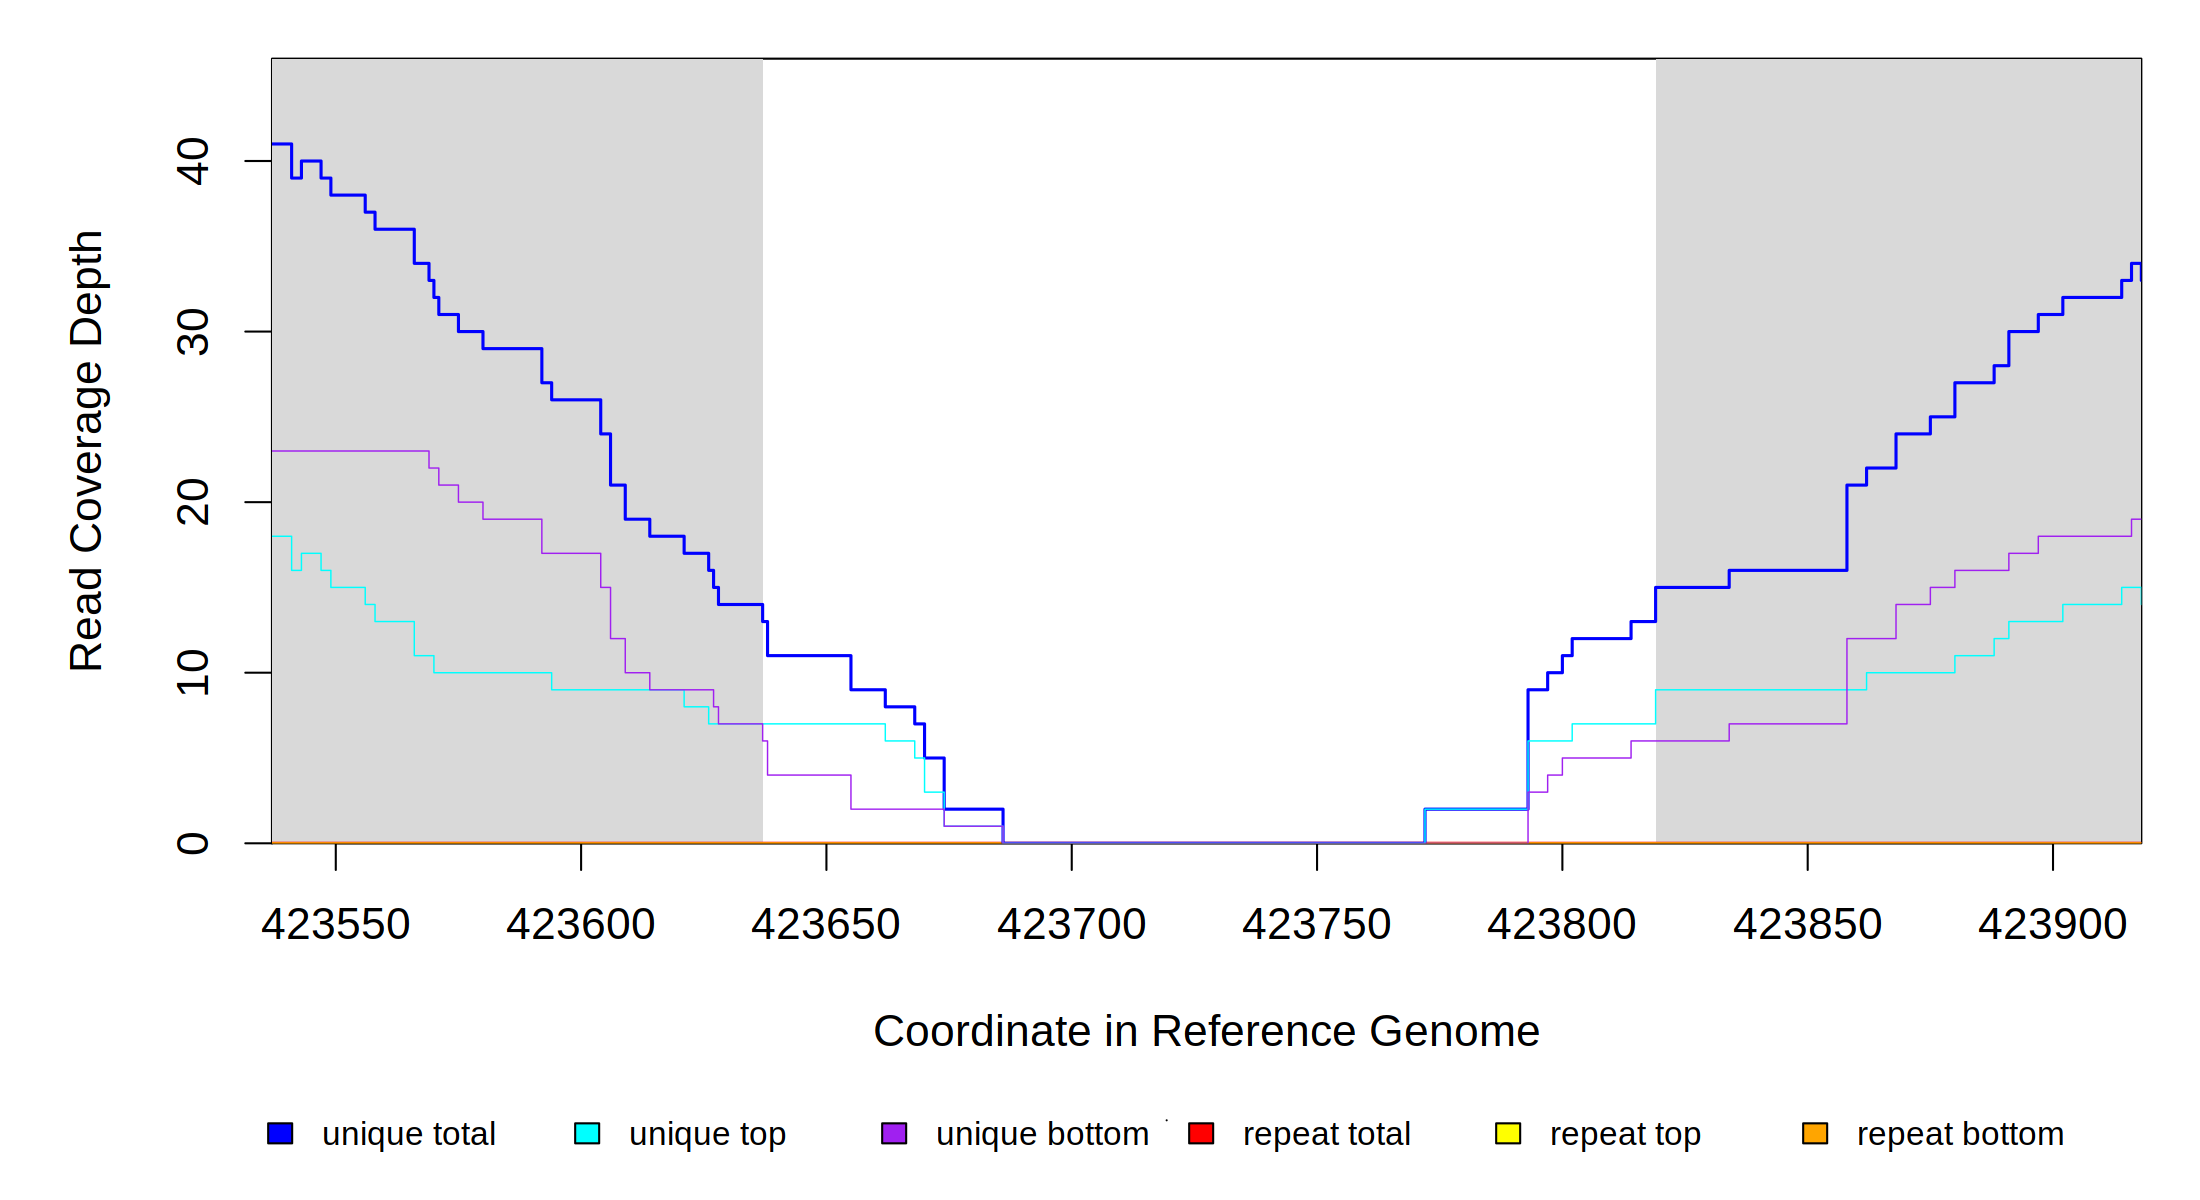 Read Coverage Depth
40
30
20
10
0
423550 423600 423650 423700 423750 423800 423850 423900
Coordinate in Reference Genome
unique total unique top unique bottom repeat total repeat top repeat bottom